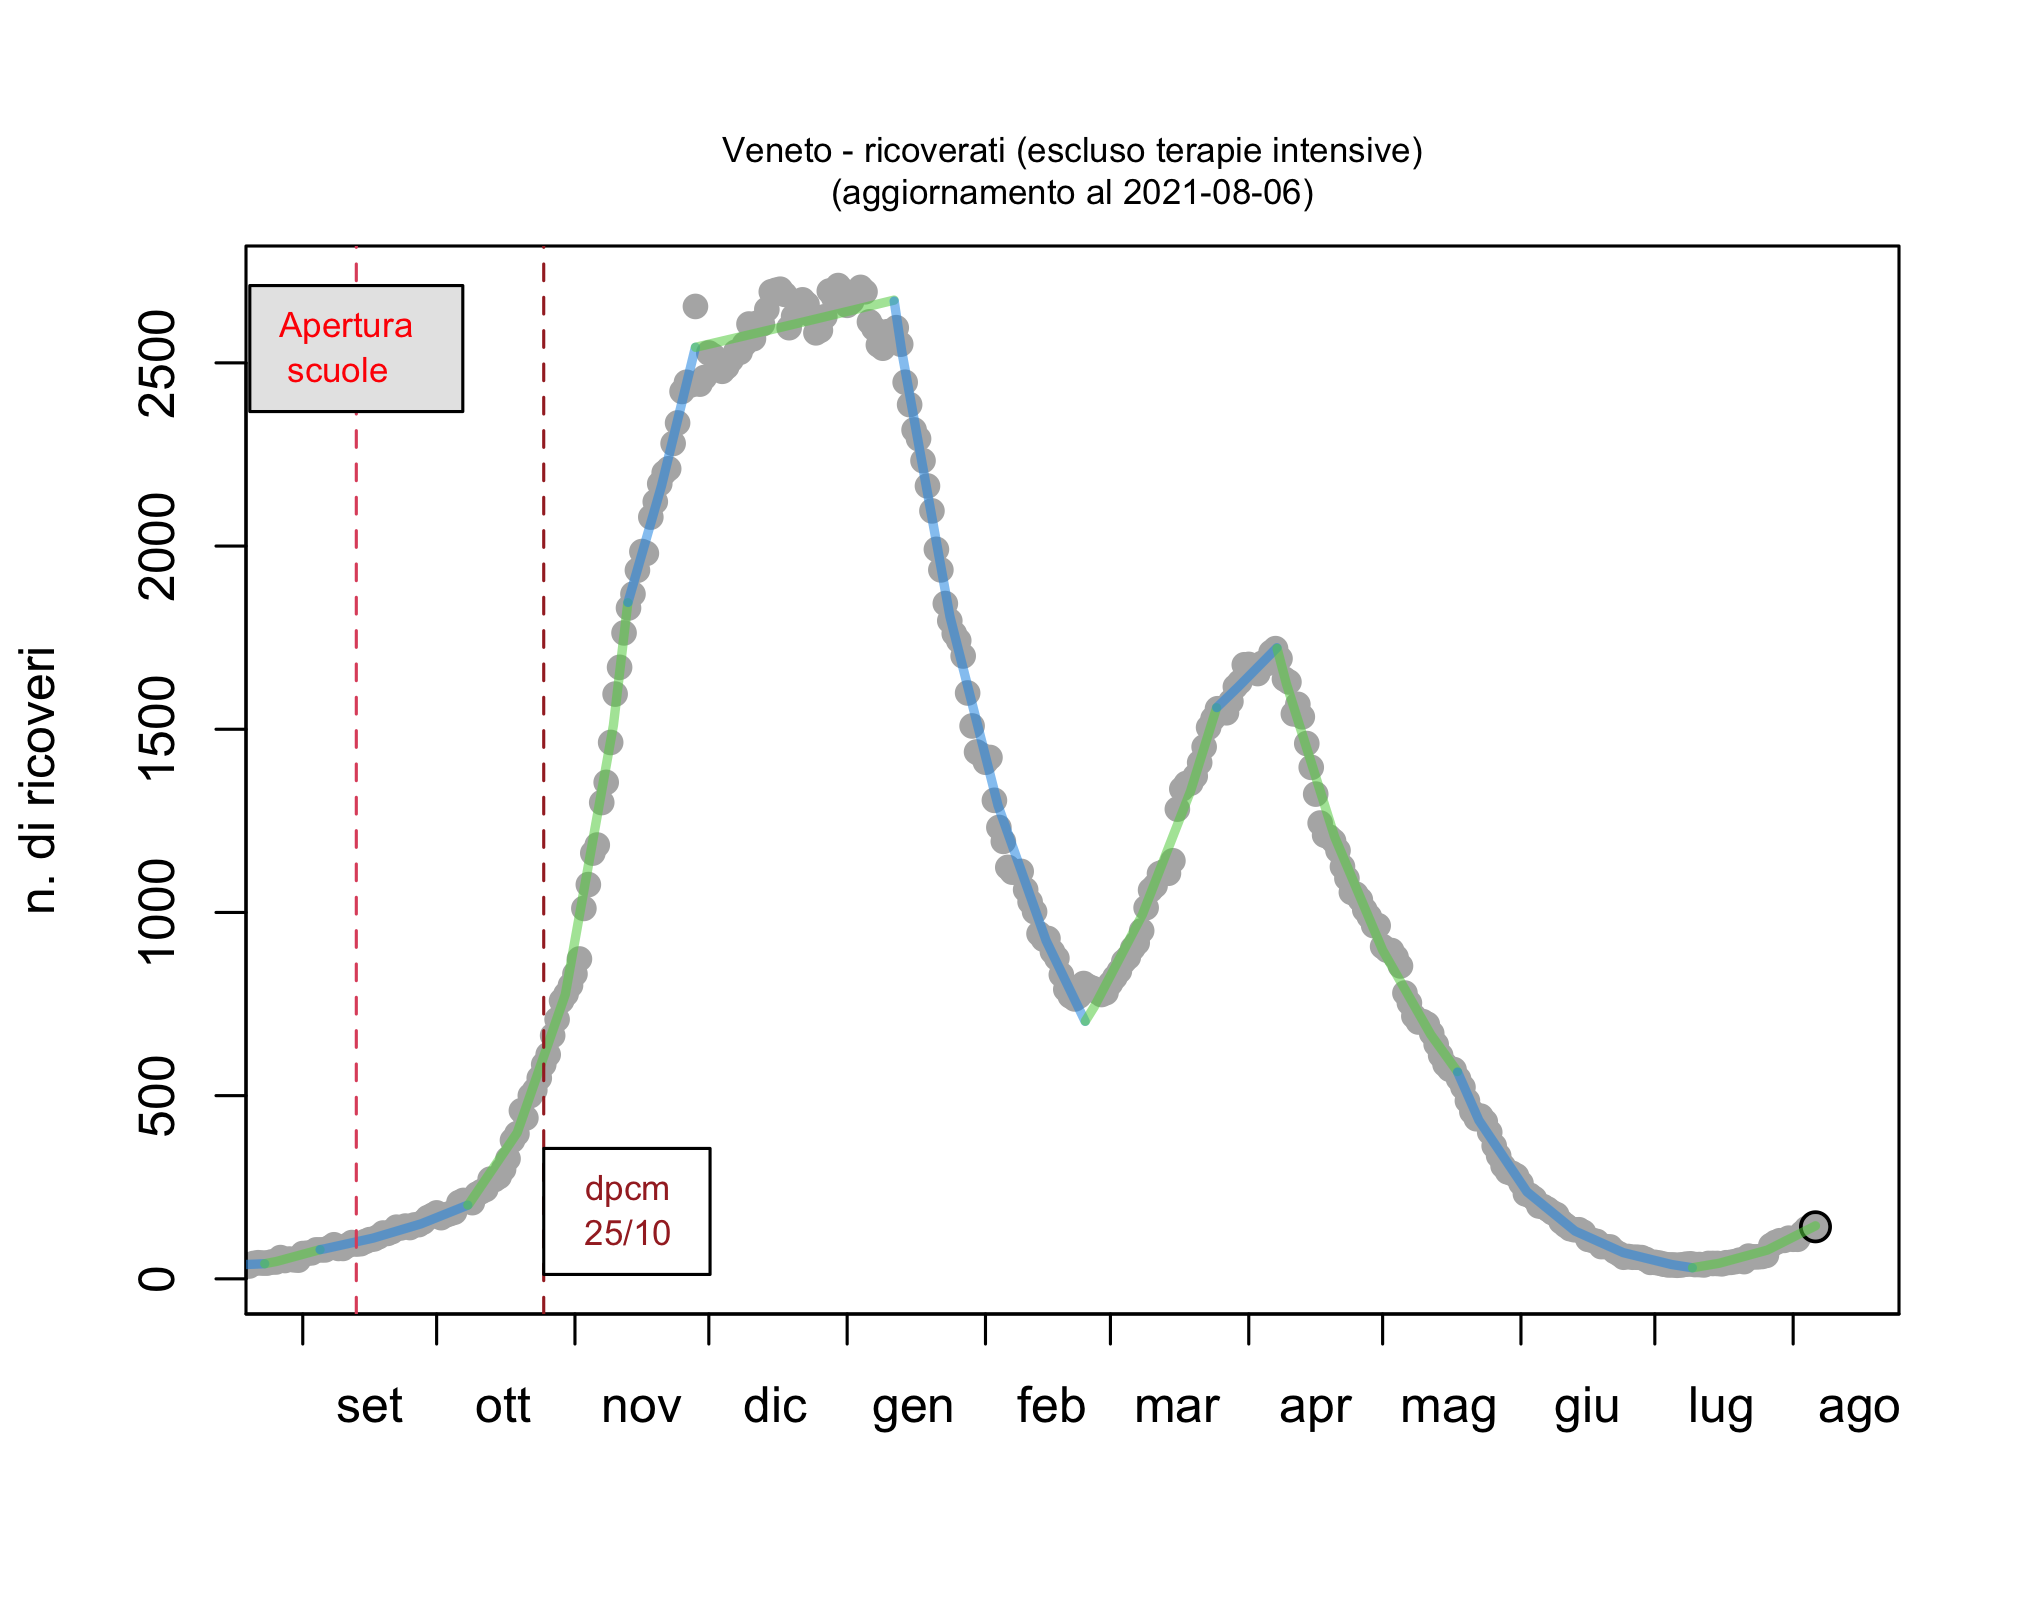 Veneto - ricoverati (escluso terapie intensive)
(aggiornamento al 2021-08-06)
n. di ricoveri
2500
2000
1500
1000
500
0
Apertura
scuole
dpcm
25/10
set ott nov dic gen feb mar apr mag giu lug ago